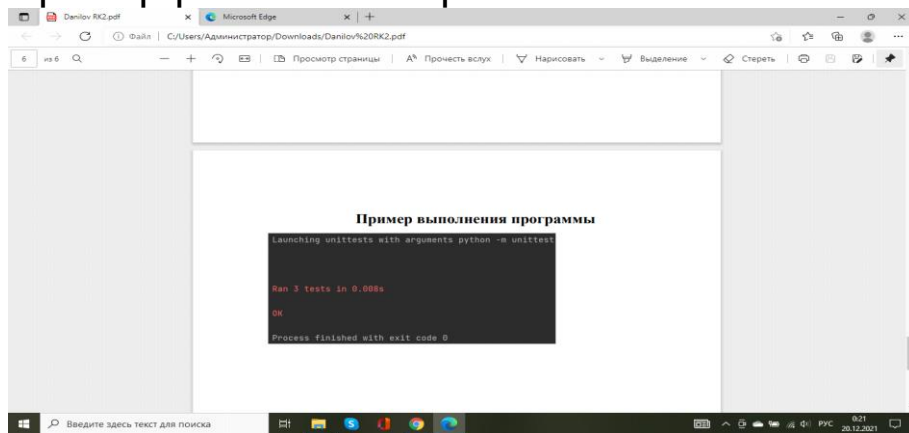 Danilov RK2.pdf
Microsoft Edge
Файл | C:/Users/Администратор/Downloads/Danilov%20RK2.pdf
6 из 6 Просмотр страницы Прочесть вслух Нарисовать Выделение Стереть
Пример выполнения программы
Launching unittests with arguments python -m unittest
Ran 3 tests in 0.008s
OK
Process finished with exit code 0
Введите здесь текст для поиска
РУС
0:21
20.12.2021